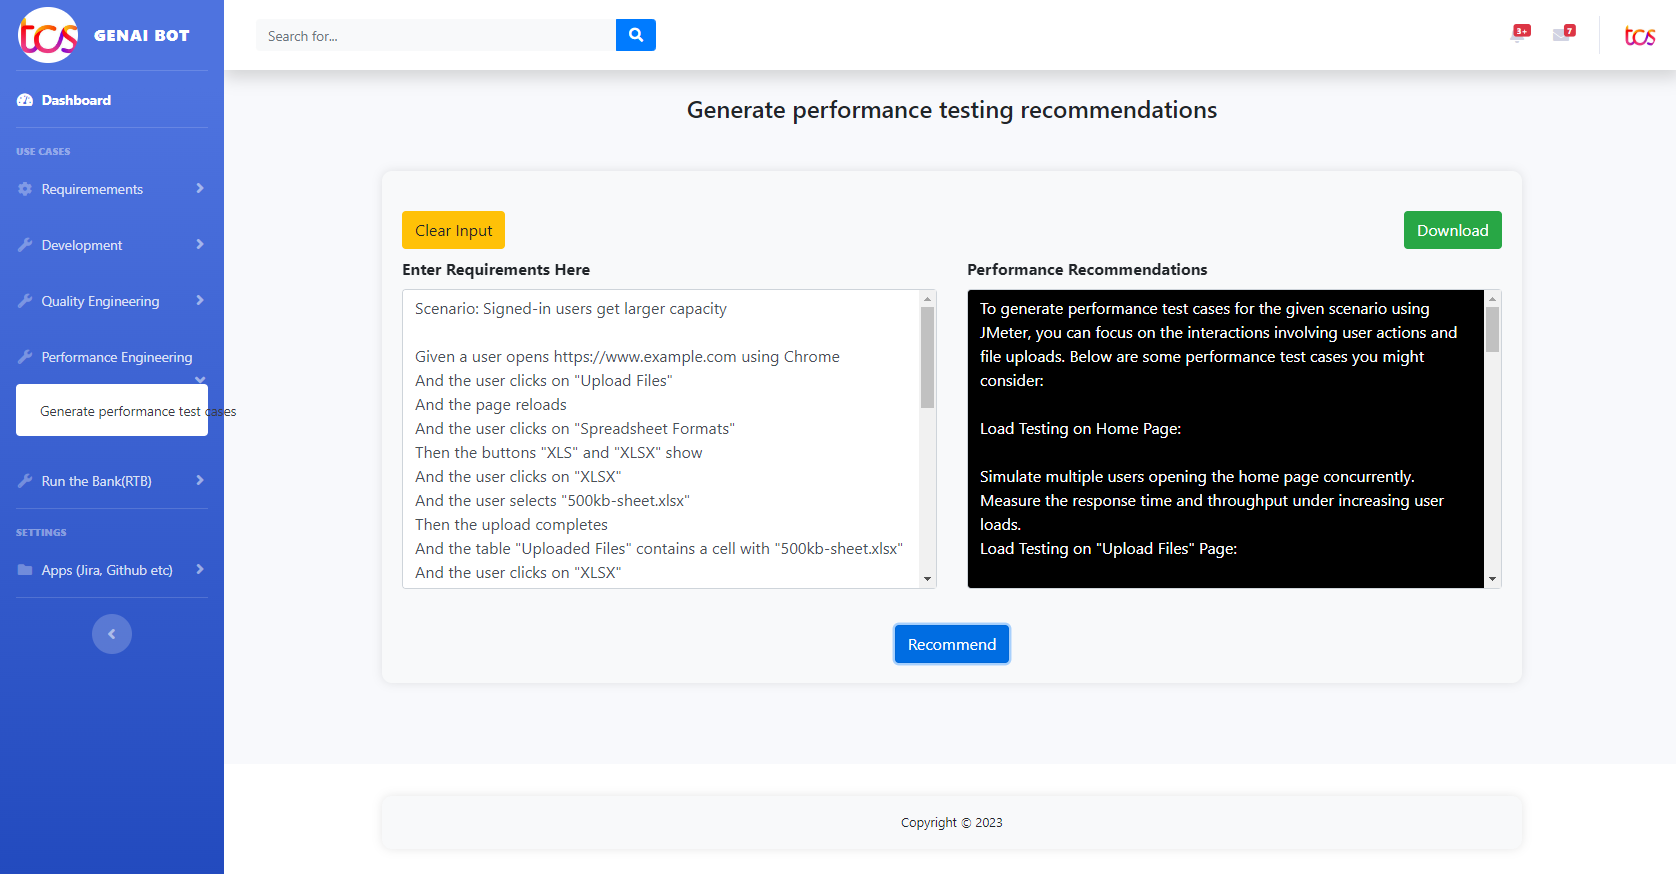 tcs GENAI BOT
Search for...
3+
7
tcs
Dashboard
USE CASES
Requiremements
Development
Quality Engineering
Performance Engineering
Generate performance test cases
Run the Bank(RTB)
SETTINGS
Apps (Jira, Github etc)
Generate performance testing recommendations
Clear Input
Download
Enter Requirements Here
Scenario: Signed-in users get larger capacity
Given a user opens https://www.example.com using Chrome
And the user clicks on "Upload Files"
And the page reloads
And the user clicks on "Spreadsheet Formats"
Then the buttons "XLS" and "XLSX" show
And the user clicks on "XLSX"
And the user selects "500kb-sheet.xlsx"
Then the upload completes
And the table "Uploaded Files" contains a cell with "500kb-sheet.xlsx"
And the user clicks on "XLSX"
Performance Recommendations
To generate performance test cases for the given scenario using
JMeter, you can focus on the interactions involving user actions and
file uploads. Below are some performance test cases you might
consider:
Load Testing on Home Page:
Simulate multiple users opening the home page concurrently.
Measure the response time and throughput under increasing user
loads.
Load Testing on "Upload Files" Page:
Recommend
Copyright © 2023